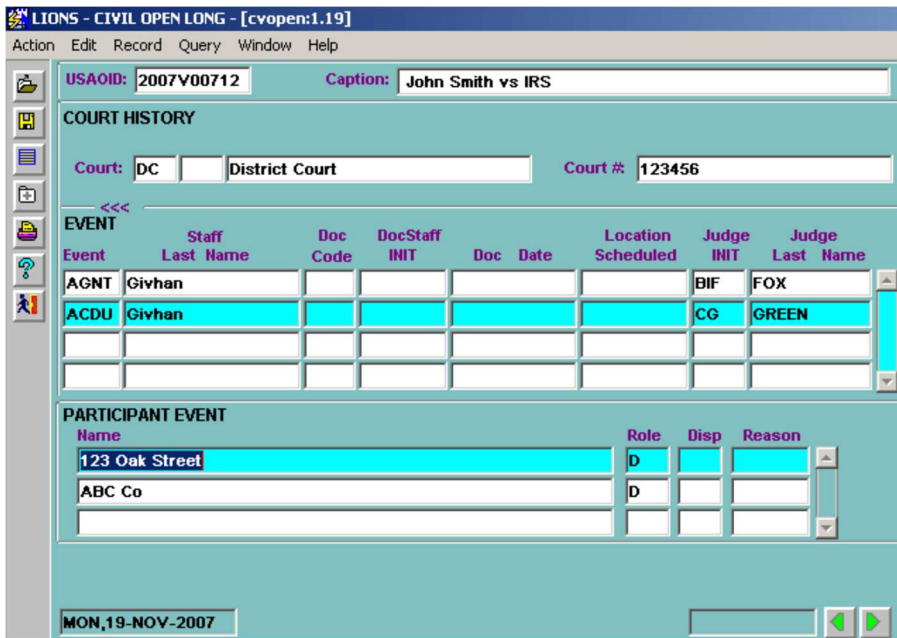 LIONS - CIVIL OPEN LONG - [cvopen:1.19]
Action Edit Record Query Window Help
USAOID: 2007V00712 Caption: John Smith vs IRS
COURT HISTORY
Court: DC District Court Court #: 123456
<<<
EVENT
Staff Doc DocStaff Location Judge Judge
Event Last Name Code INIT Doc Date Scheduled INIT Last Name
AGNT Givhan BIF FOX
ACDU Givhan CG GREEN
PARTICIPANT EVENT
Name Role Disp Reason
123 Oak Street D
ABC Co D
MON,19-NOV-2007